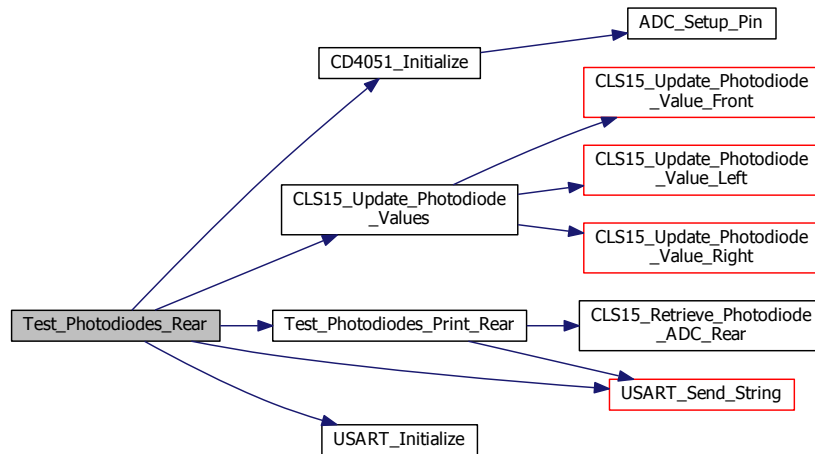 ADC_Setup_Pin
CD4051_Initialize
CLS15_Update_Photodiode
_Value_Front
CLS15_Update_Photodiode
_Value_Left
CLS15_Update_Photodiode
_Values
CLS15_Update_Photodiode
_Value_Right
Test_Photodiodes_Rear
Test_Photodiodes_Print_Rear
CLS15_Retrieve_Photodiode
_ADC_Rear
USART_Send_String
USART_Initialize